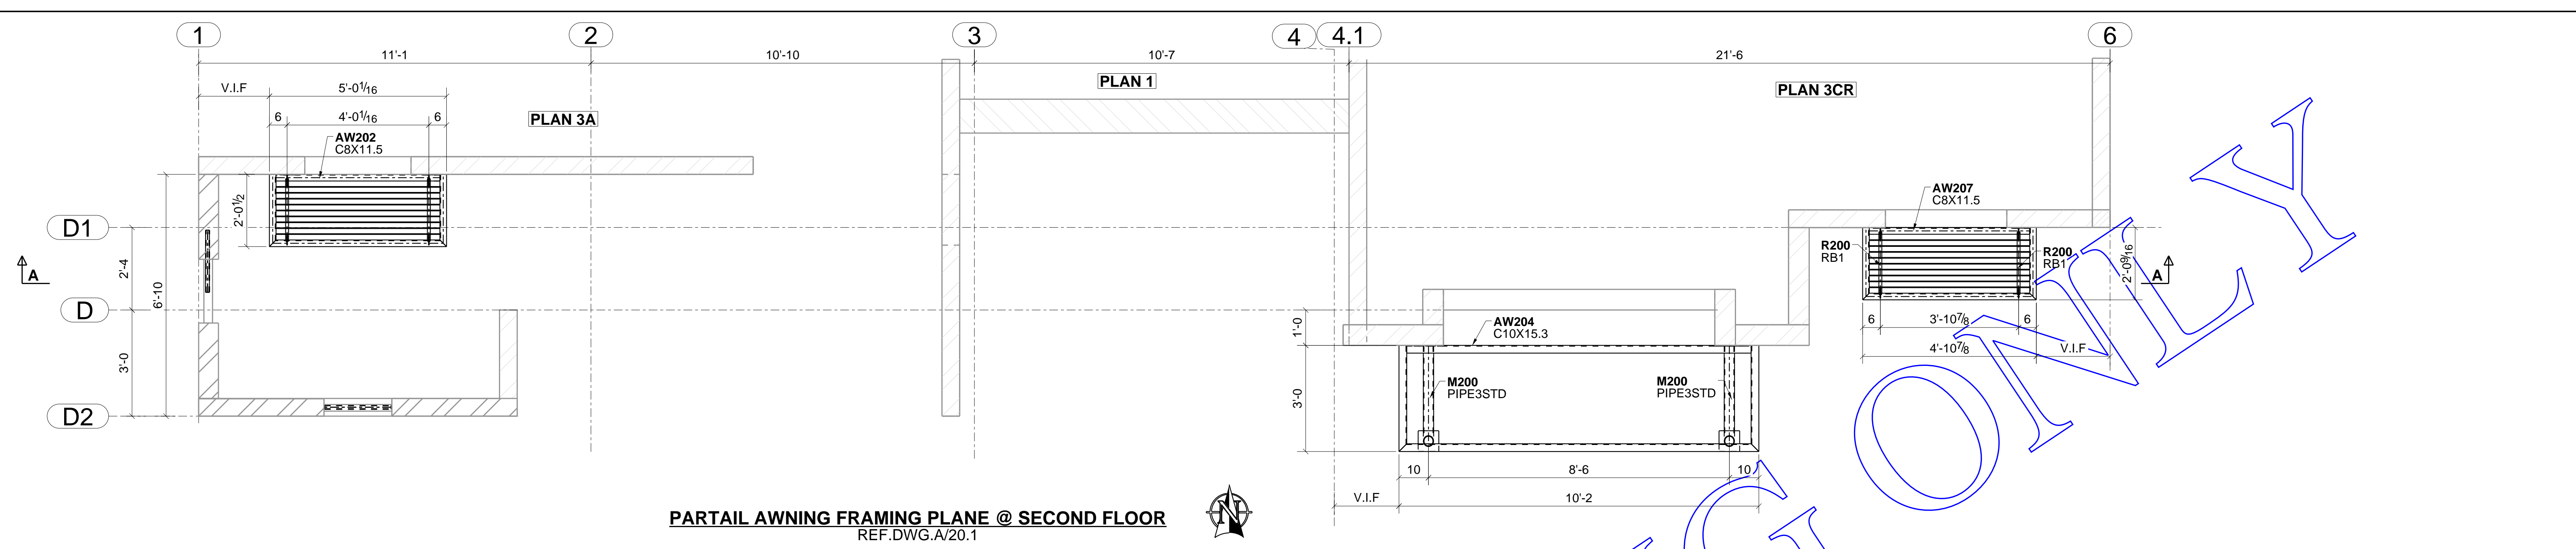 1
2
3
4
4.1
6
11'-1
10'-10
10'-7
21'-6
PLAN 1
PLAN 3CR
V.I.F
5'-0 1/16
6
4'-0 1/16
6
PLAN 3A
AW202
C8X11.5
2'-0 1/2
D1
2'-4
6'-10
A
D
3'-0
D2
AW207
C8X11.5
R200
RB1
R200
RB1
2'-0 9/16
A
6
3'-10 7/8
6
4'-10 7/8
V.I.F
1'-0
AW204
C10X15.3
3'-0
M200
PIPE3STD
M200
PIPE3STD
10
8'-6
10
V.I.F
10'-2
PARTAIL AWNING FRAMING PLANE @ SECOND FLOOR
REF.DWG.A/20.1
N
G ONLY